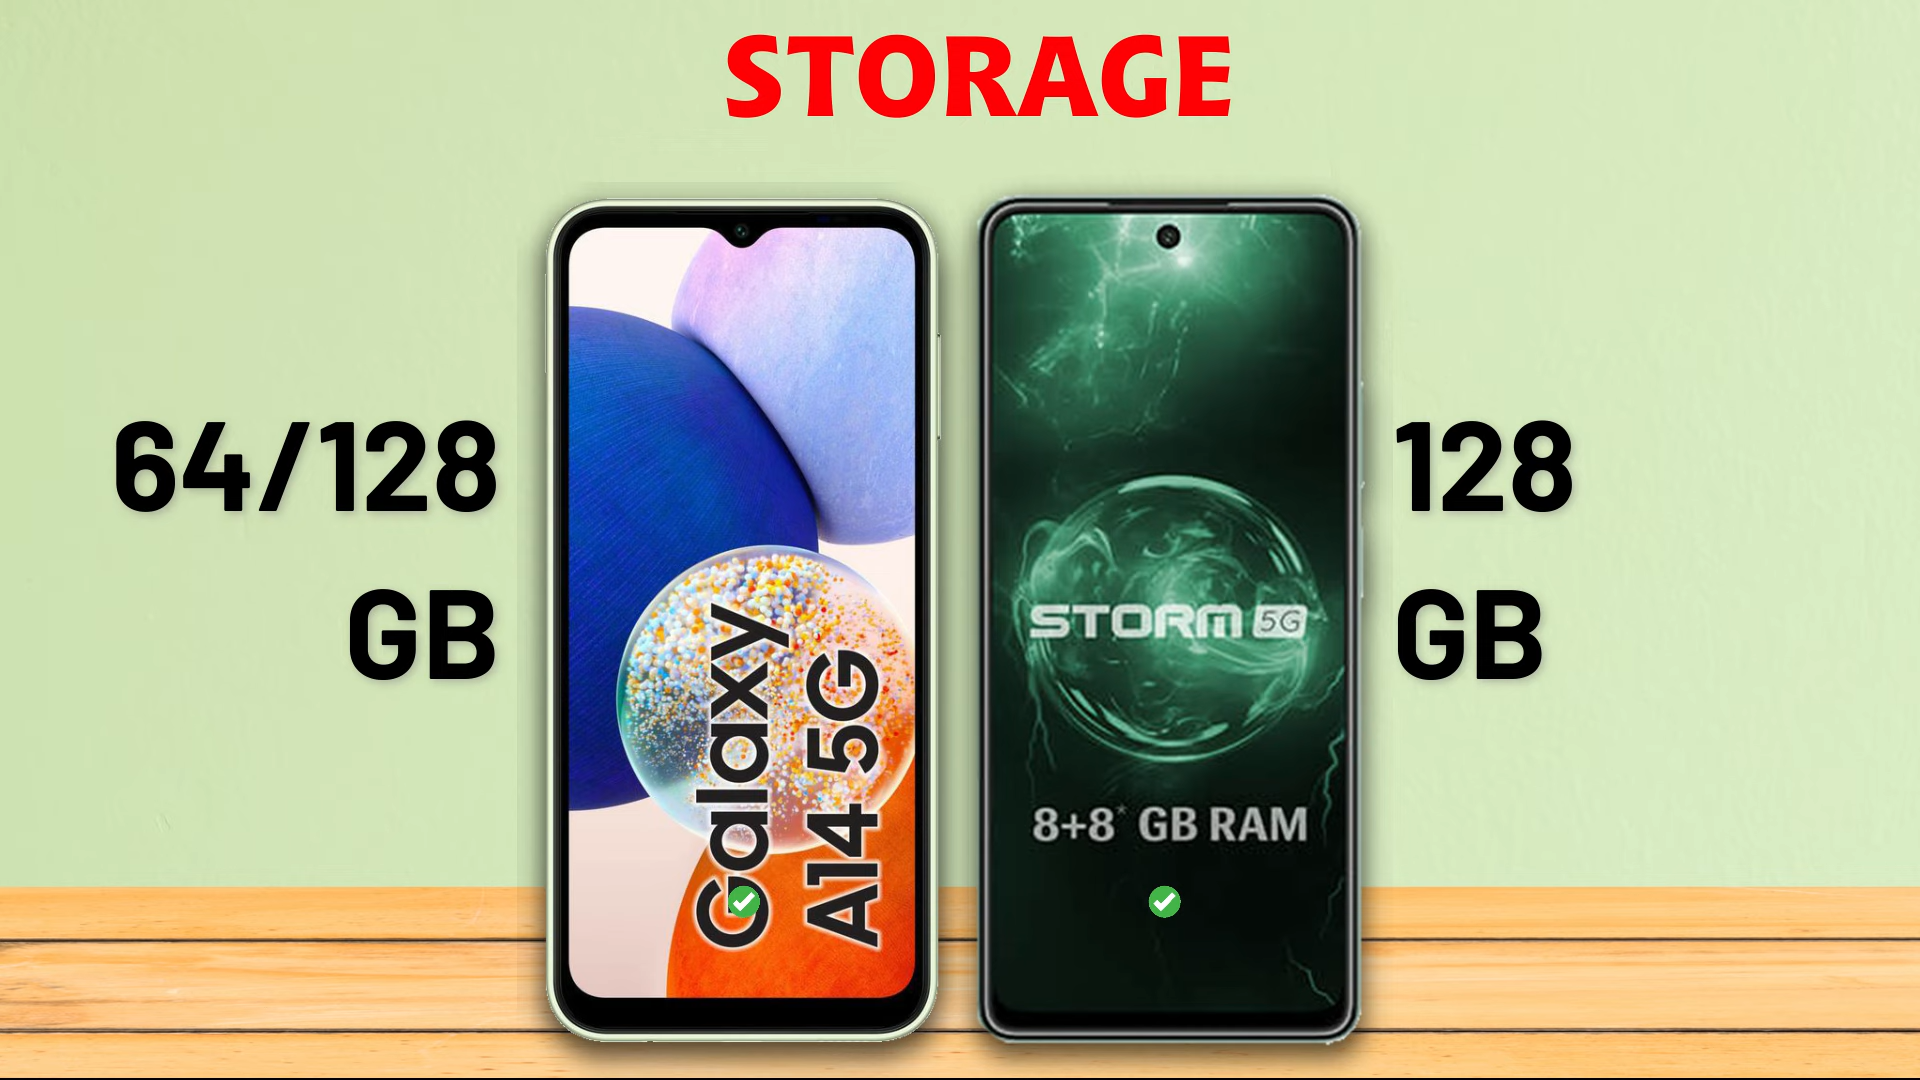 STORAGE
64/128
GB
Galaxy
A14 5G
STORM 5G
8+8* GB RAM
128
GB